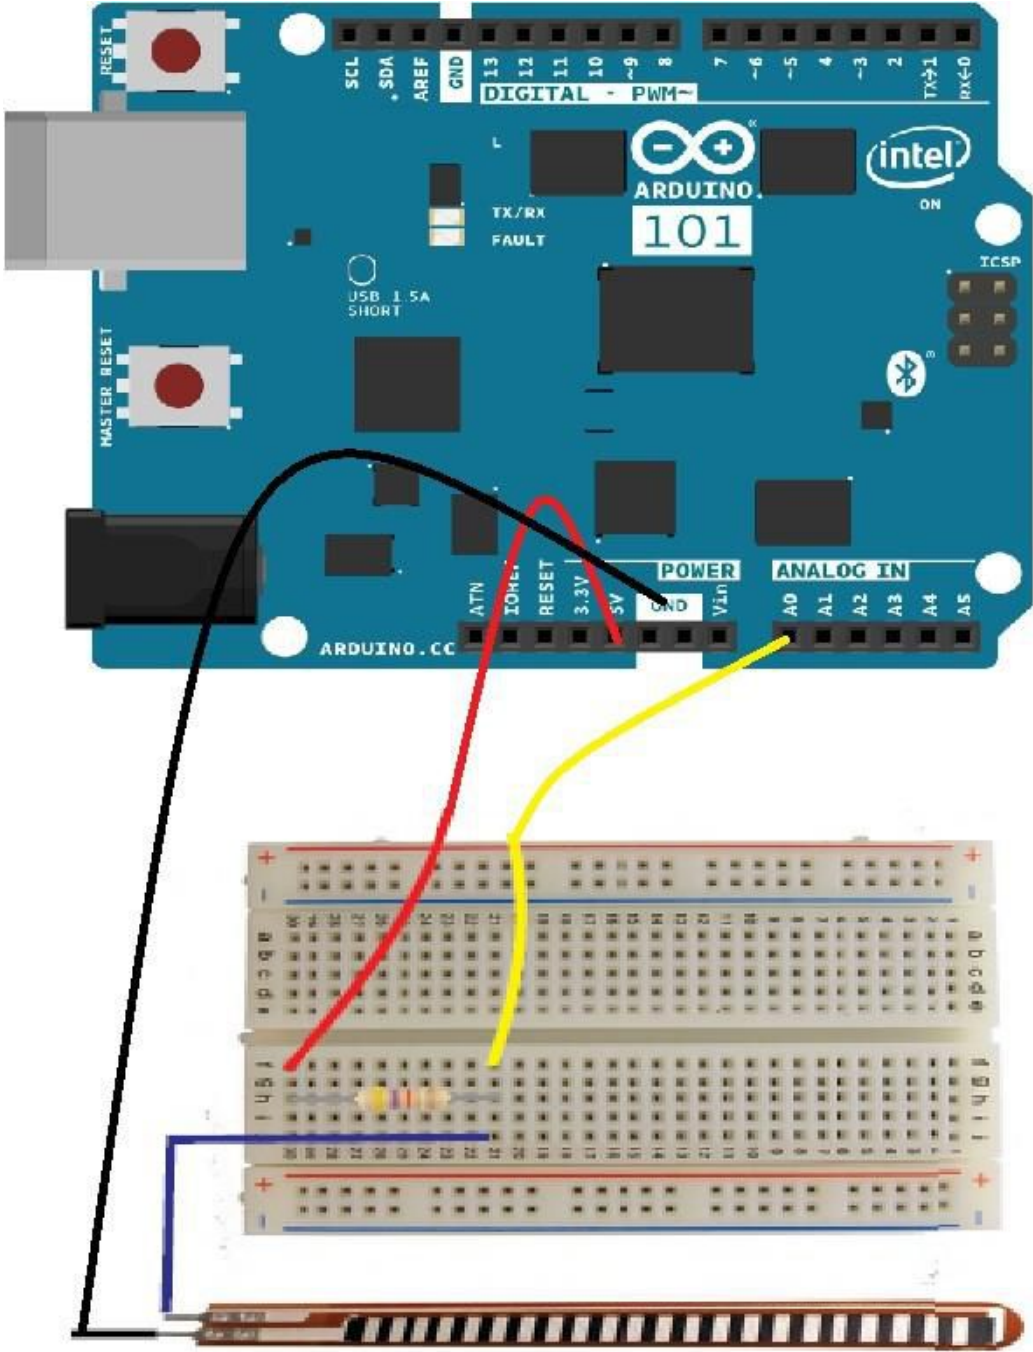 RESET
SCL
SDA
AREF
GND
13
12
11
10
~9
8
7
~6
~5
4
~3
2
TX→1
RX←0
DIGITAL - PWM~
L
ARDUINO
101
intel
ON
TX/RX
FAULT
ICSP
USB 1.5A
SHORT
MASTER RESET
POWER
ANALOG IN
ATN
RESET
3.3V
5V
GND
Vin
A0
A1
A2
A3
A4
A5
ARDUINO.CC
+ +
- -
a b c d e
a b c d e
f g h i
f g h i j
+ +
- -